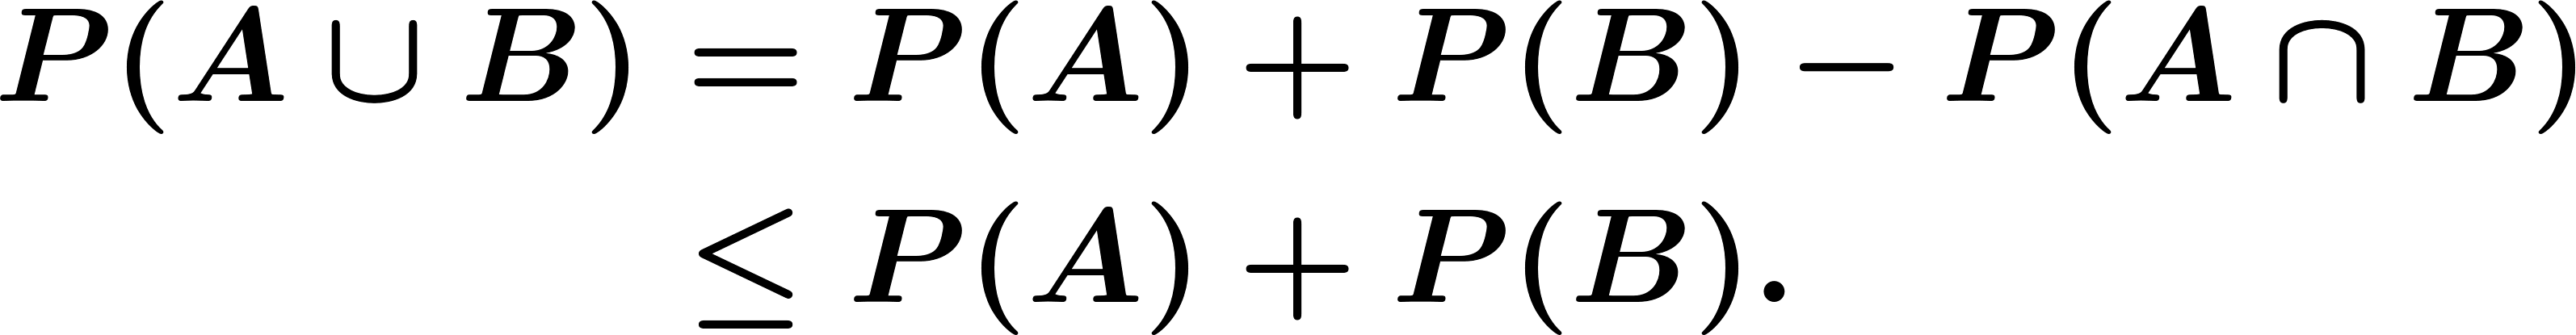 P(A ∪ B) = P(A) + P(B) − P(A ∩ B)
≤ P(A) + P(B).